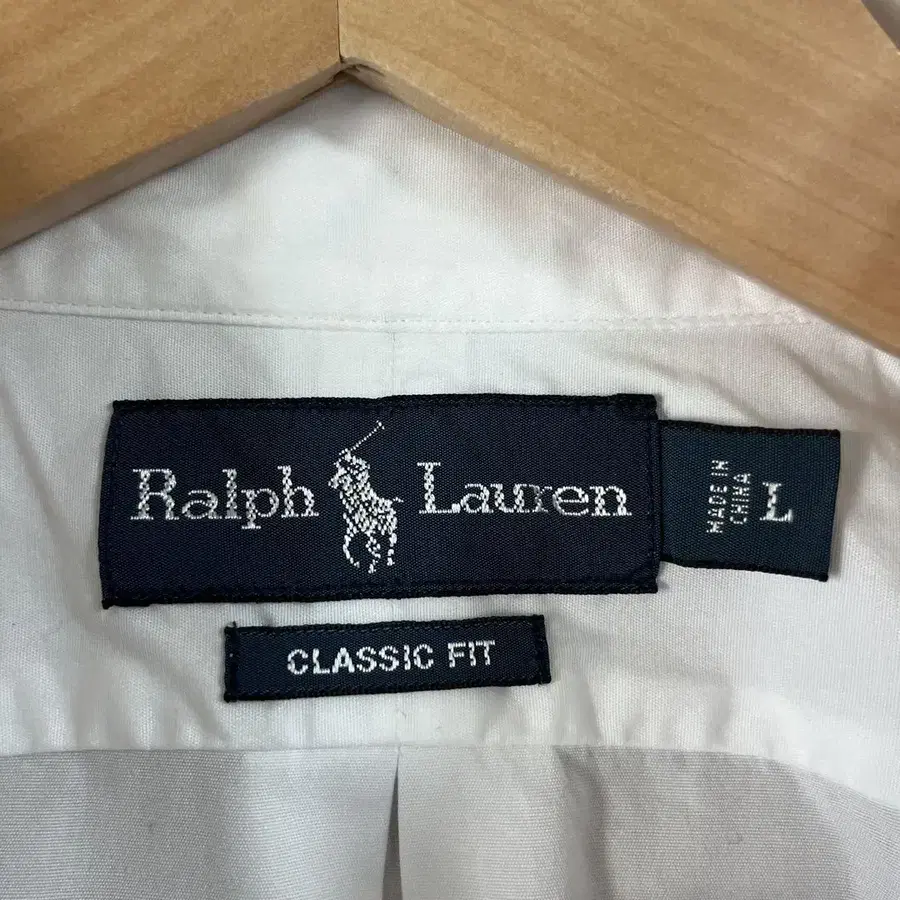 Ralph Lauren
MADE IN
CHINA
L
CLASSIC FIT